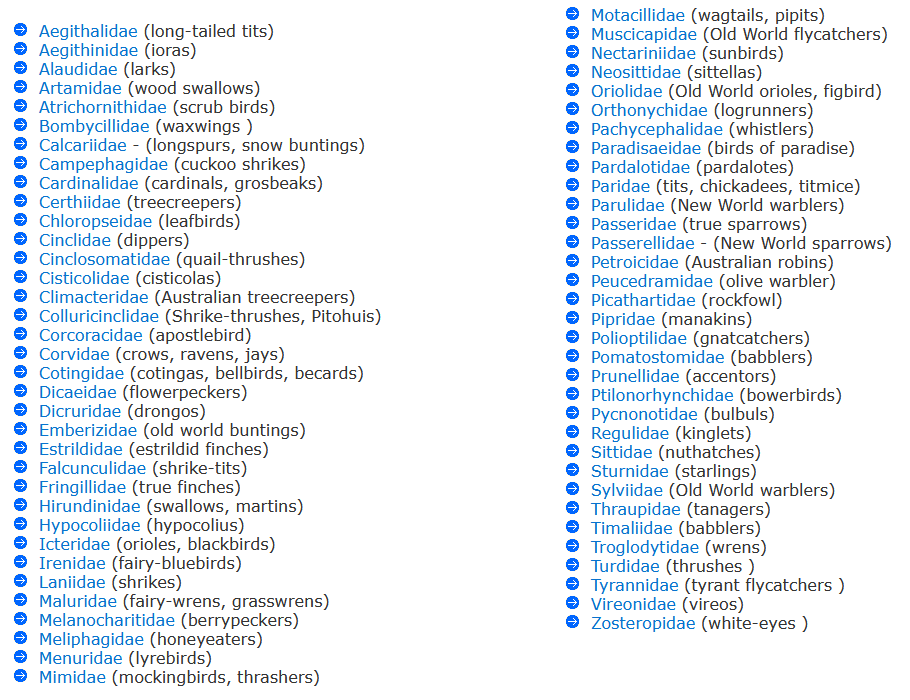 Aegithalidae (long-tailed tits)
Aegithinidae (ioras)
Alaudidae (larks)
Artamidae (wood swallows)
Atrichornithidae (scrub birds)
Bombycillidae (waxwings )
Calcariidae - (longspurs, snow buntings)
Campephagidae (cuckoo shrikes)
Cardinalidae (cardinals, grosbeaks)
Certhiidae (treecreepers)
Chloropseidae (leafbirds)
Cinclidae (dippers)
Cinclosomatidae (quail-thrushes)
Cisticolidae (cisticolas)
Climacteridae (Australian treecreepers)
Colluricinclidae (Shrike-thrushes, Pitohuis)
Corcoracidae (apostlebird)
Corvidae (crows, ravens, jays)
Cotingidae (cotingas, bellbirds, becards)
Dicaeidae (flowerpeckers)
Dicruridae (drongos)
Emberizidae (old world buntings)
Estrildidae (estrildid finches)
Falcunculidae (shrike-tits)
Fringillidae (true finches)
Hirundinidae (swallows, martins)
Hypocoliidae (hypocolius)
Icteridae (orioles, blackbirds)
Irenidae (fairy-bluebirds)
Laniidae (shrikes)
Maluridae (fairy-wrens, grasswrens)
Melanocharitidae (berrypeckers)
Meliphagidae (honeyeaters)
Menuridae (lyrebirds)
Mimidae (mockingbirds, thrashers)
Motacillidae (wagtails, pipits)
Muscicapidae (Old World flycatchers)
Nectariniidae (sunbirds)
Neosittidae (sittellas)
Oriolidae (Old World orioles, figbird)
Orthonychidae (logrunners)
Pachycephalidae (whistlers)
Paradisaeidae (birds of paradise)
Pardalotidae (pardalotes)
Paridae (tits, chickadees, titmice)
Parulidae (New World warblers)
Passeridae (true sparrows)
Passerellidae - (New World sparrows)
Petroicidae (Australian robins)
Peucedramidae (olive warbler)
Picathartidae (rockfowl)
Pipridae (manakins)
Polioptilidae (gnatcatchers)
Pomatostomidae (babblers)
Prunellidae (accentors)
Ptilonorhynchidae (bowerbirds)
Pycnonotidae (bulbuls)
Regulidae (kinglets)
Sittidae (nuthatches)
Sturnidae (starlings)
Sylviidae (Old World warblers)
Thraupidae (tanagers)
Timaliidae (babblers)
Troglodytidae (wrens)
Turdidae (thrushes )
Tyrannidae (tyrant flycatchers )
Vireonidae (vireos)
Zosteropidae (white-eyes )